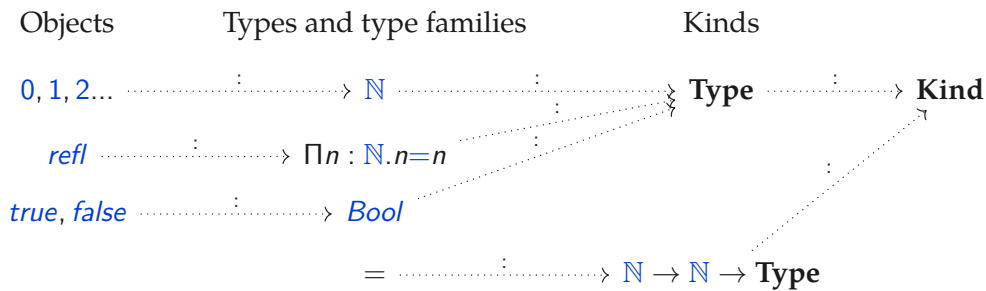 Objects Types and type families Kinds
0, 1, 2... : ℕ : Type : Kind
refl : Πn : ℕ.n=n :
true, false : Bool :
= : ℕ → ℕ → Type :